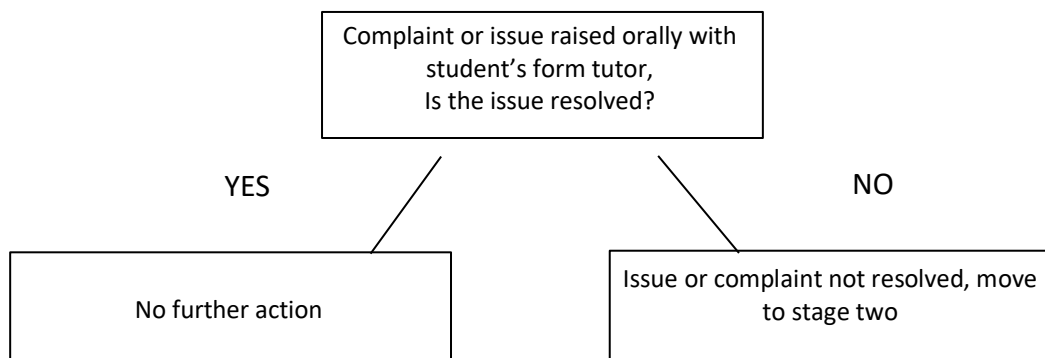 Complaint or issue raised orally with
student’s form tutor,
Is the issue resolved?
YES
NO
No further action
Issue or complaint not resolved, move
to stage two